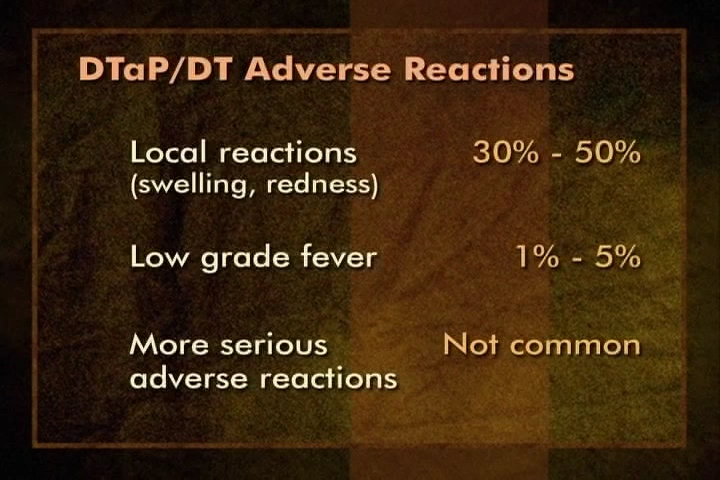 DTaP/DT Adverse Reactions
Local reactions 30% - 50%
(swelling, redness)
Low grade fever 1% - 5%
More serious Not common
adverse reactions